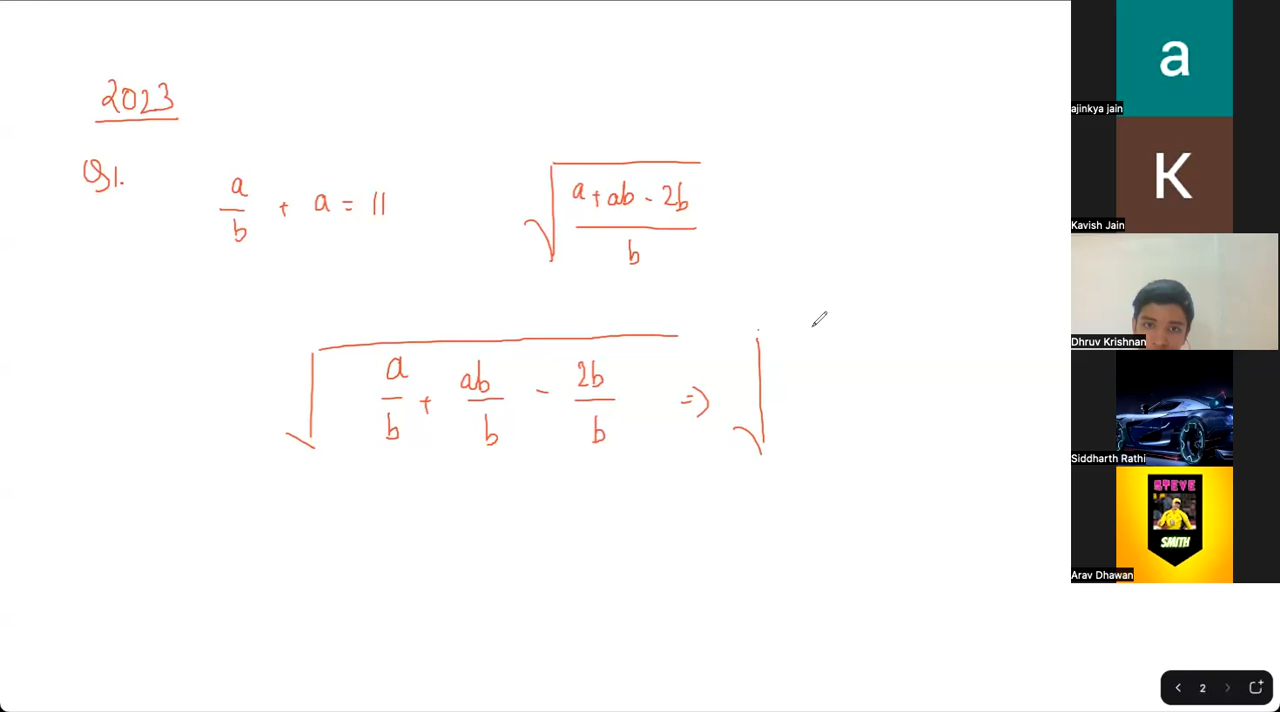 2023
Q1. a/b + a = 11 √((a + ab - 2b)/b)
√(a/b + ab/b - 2b/b) => √
a
ajinkya jain
K
Kavish Jain
Dhruv Krishnan
Siddharth Rathi
STEVE
SMITH
Arav Dhawan
2